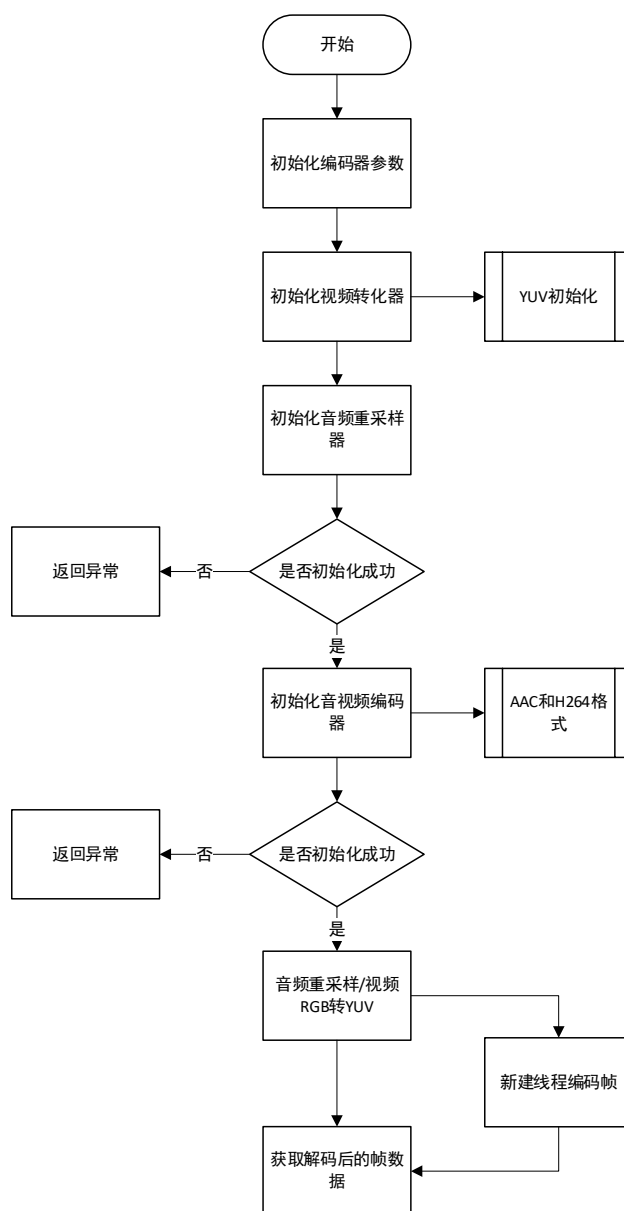 开始
初始化编码器参数
初始化视频转化器
YUV初始化
初始化音频重采样
器
是否初始化成功
否
返回异常
是
初始化音视频编码
器
AAC和H264格
式
是否初始化成功
否
返回异常
是
音频重采样/视频
RGB转YUV
新建线程编码帧
获取解码后的帧数
据